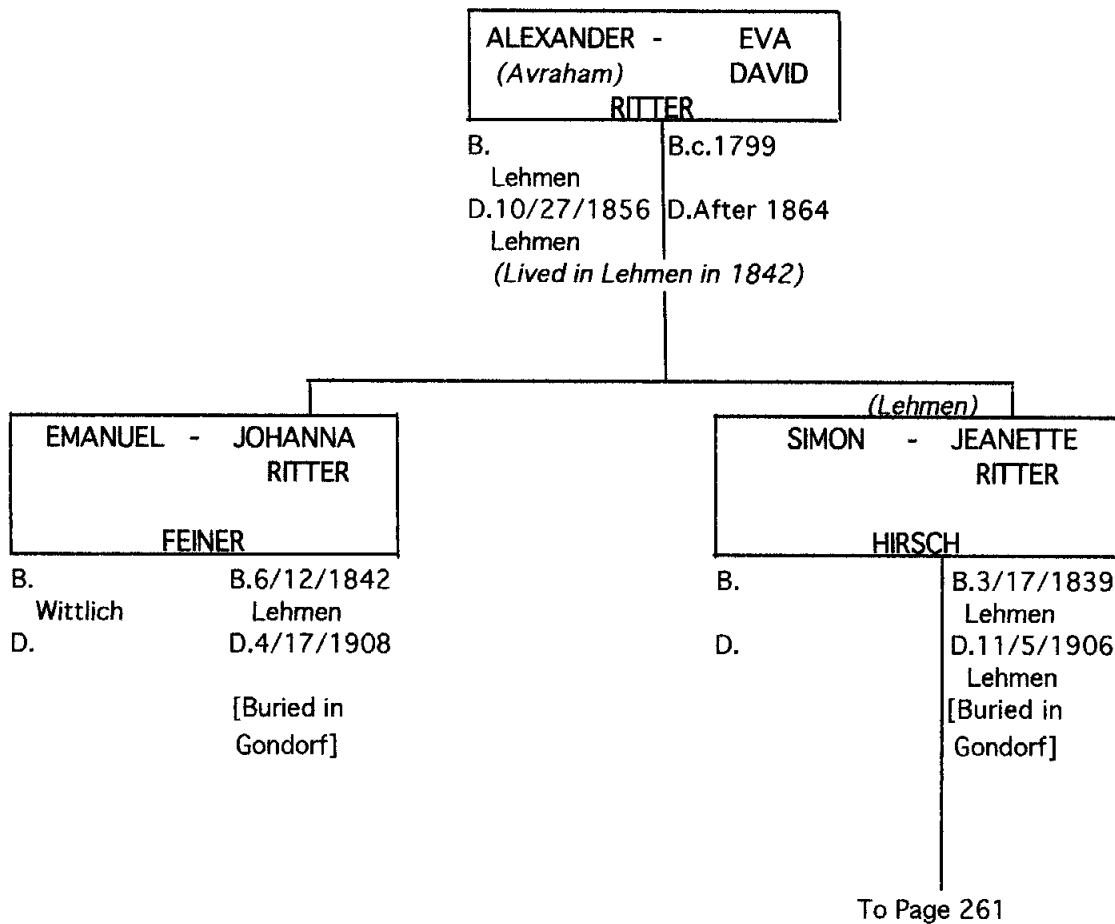 ALEXANDER - EVA
(Avraham) DAVID
RITTER
B. B.c.1799
Lehmen
D.10/27/1856 D.After 1864
Lehmen
(Lived in Lehmen in 1842)
EMANUEL - JOHANNA
RITTER
FEINER
B. B.6/12/1842
Wittlich Lehmen
D. D.4/17/1908
[Buried in
Gondorf]
(Lehmen)
SIMON - JEANETTE
RITTER
HIRSCH
B. B.3/17/1839
Lehmen
D. D.11/5/1906
Lehmen
[Buried in
Gondorf]
To Page 261